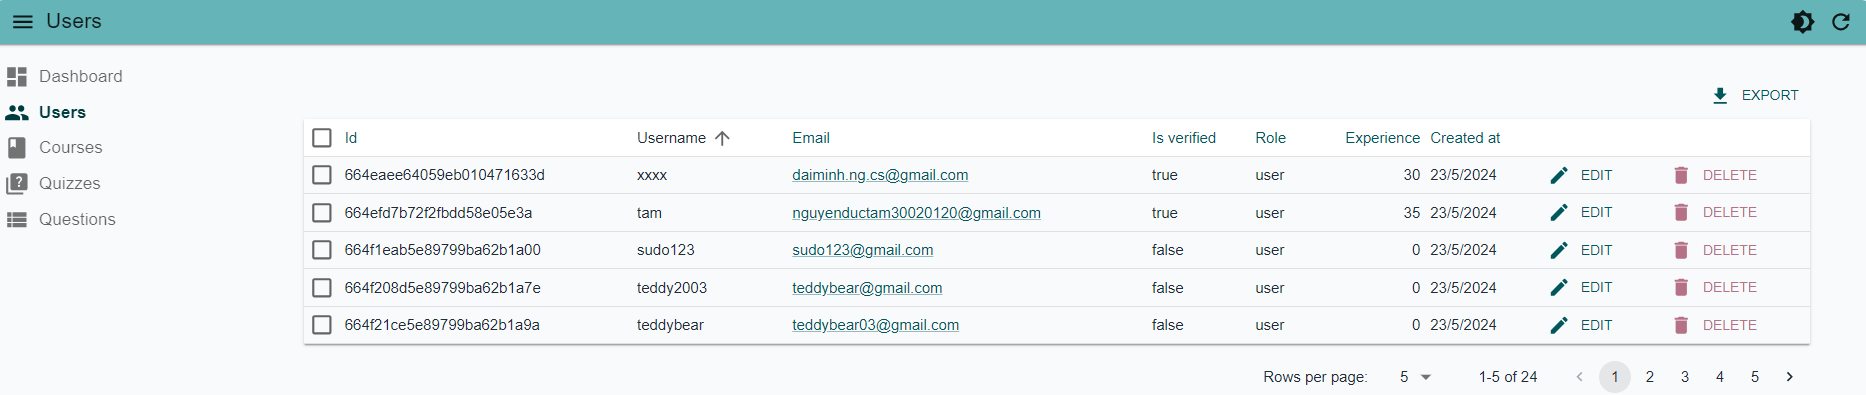 Users
Dashboard
Users
Courses
Quizzes
Questions
EXPORT
Id Username Email Is verified Role Experience Created at
664eaee64059eb010471633d xxxx daiminh.ng.cs@gmail.com true user 30 23/5/2024 EDIT DELETE
664efd7b72f2fbdd58e05e3a tam nguyenductam30020120@gmail.com true user 35 23/5/2024 EDIT DELETE
664f1eab5e89799ba62b1a00 sudo123 sudo123@gmail.com false user 0 23/5/2024 EDIT DELETE
664f208d5e89799ba62b1a7e teddy2003 teddybear@gmail.com false user 0 23/5/2024 EDIT DELETE
664f21ce5e89799ba62b1a9a teddybear teddybear03@gmail.com false user 0 23/5/2024 EDIT DELETE
Rows per page: 5 1-5 of 24 1 2 3 4 5